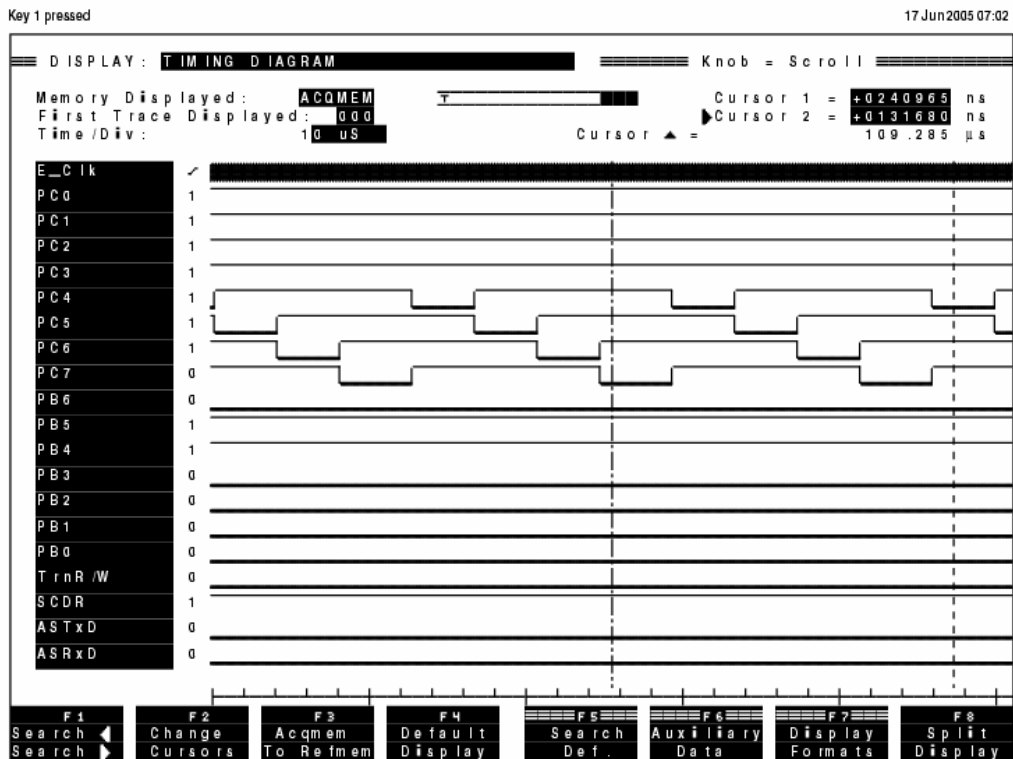 Key 1 pressed 17 Jun 2005 07:02
DISPLAY: TIMING DIAGRAM Knob = Scroll
Memory Displayed: ACQMEM T Cursor 1 = +0240965 ns
First Trace Displayed: 000 Cursor 2 = +0131680 ns
Time/Div: 10 uS Cursor ▲ = 109.285 µs
E_Clk
PC0 1
PC1 1
PC2 1
PC3 1
PC4 1
PC5 1
PC6 1
PC7 0
PB6 0
PB5 1
PB4 1
PB3 0
PB2 0
PB1 0
PB0 0
TrnR/W 0
SCDR 1
ASTxD 0
ASRxD 0
F1 F2 F3 F4 F5 F6 F7 F8
Search ◀ Change Acqmem Default Search Auxiliary Display Split
Search ▶ Cursors To Refmem Display Def. Data Formats Display